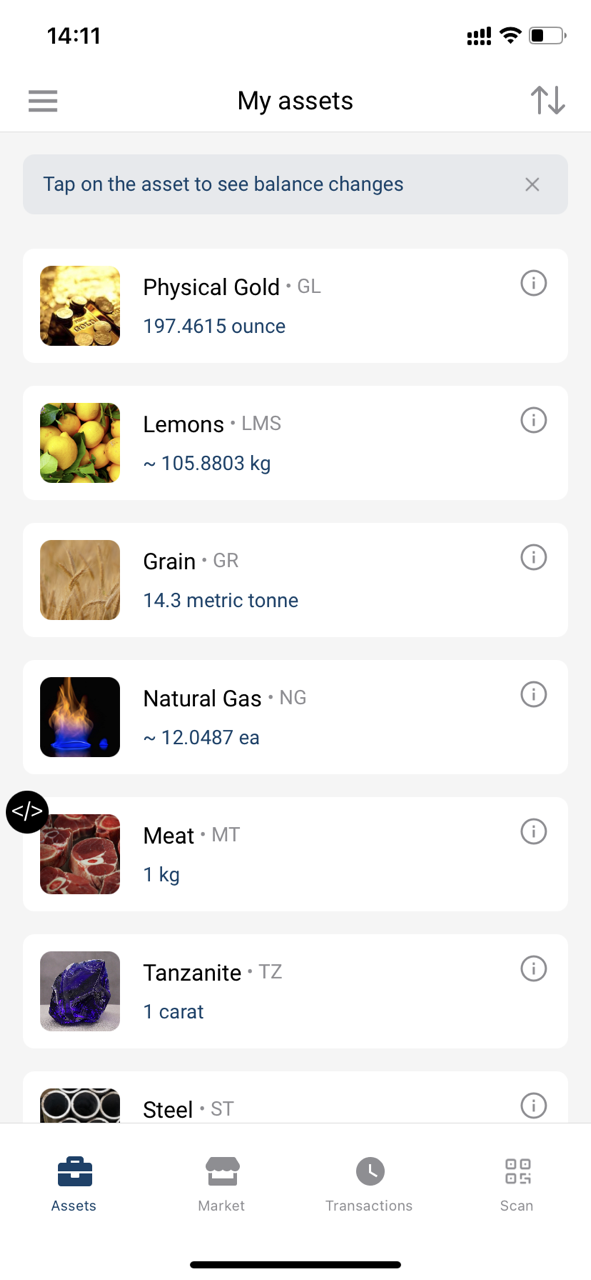 14:11
My assets
Tap on the asset to see balance changes
Physical Gold • GL
197.4615 ounce
Lemons • LMS
~ 105.8803 kg
Grain • GR
14.3 metric tonne
Natural Gas • NG
~ 12.0487 ea
</>
Meat • MT
1 kg
Tanzanite • TZ
1 carat
Steel • ST
Assets
Market
Transactions
Scan